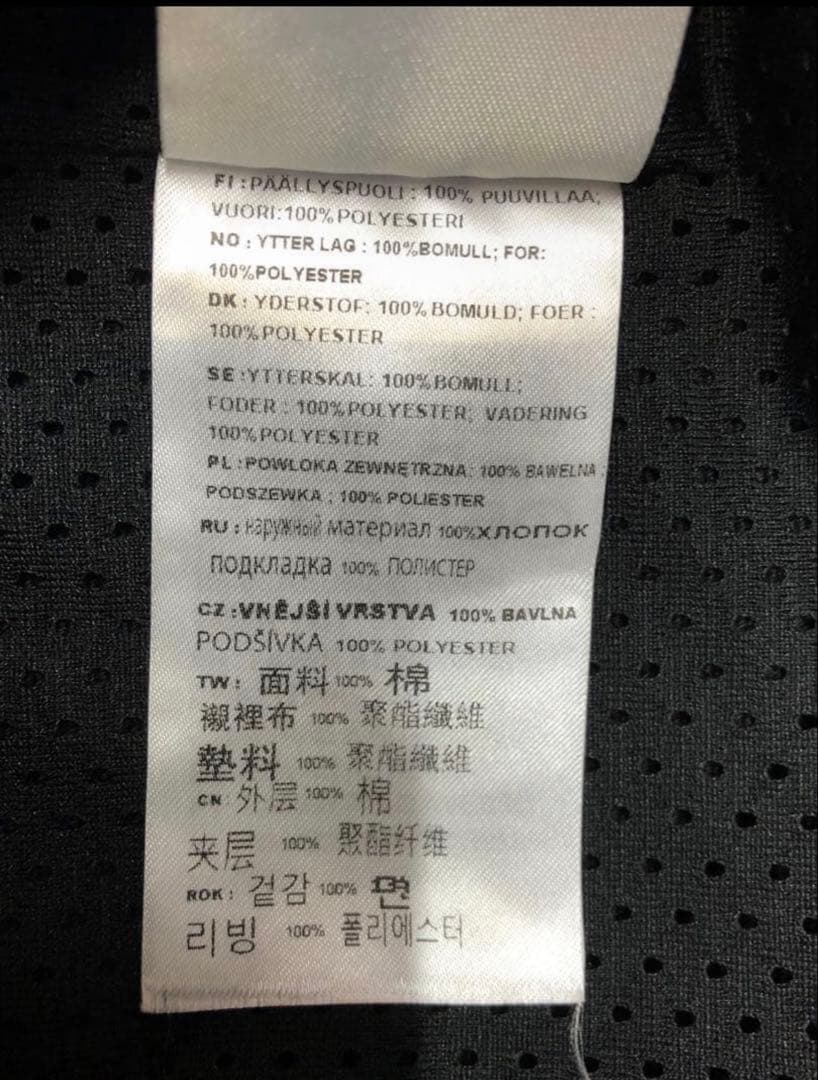 FI :PÄÄLLYSPUOLI : 100% PUUVILLAA;
VUORI:100%POLYESTERI
NO : YTTER LAG : 100%BOMULL; FOR:
100%POLYESTER
DK : YDERSTOF: 100% BOMULD; FOER :
100%POLYESTER
SE :YTTERSKAL: 100%BOMULL;
FODER : 100%POLYESTER; VADERING
100%POLYESTER
PL :POWLOKA ZEWNĘTRZNA: 100% BAWELNA ;
PODSZEWKA ; 100% POLIESTER
RU : наружный материал 100%ХЛОПОК
подкладка 100% ПОЛИСТЕР
CZ :VNĚJŠÍ VRSTVA 100% BAVLNA
PODŠÍVKA 100% POLYESTER
TW: 面料100% 棉
襯裡布 100% 聚酯纖維
墊料 100% 聚酯纖維
CN: 外层 100% 棉
夹层 100% 聚酯纤维
ROK: 겉감 100% 면
리빙 100% 폴리에스터